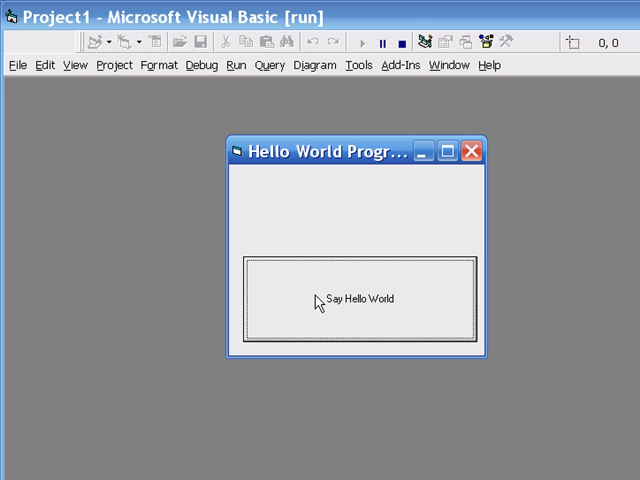 Project1 - Microsoft Visual Basic [run]
0, 0
File Edit View Project Format Debug Run Query Diagram Tools Add-Ins Window Help
Hello World Progr...
Say Hello World